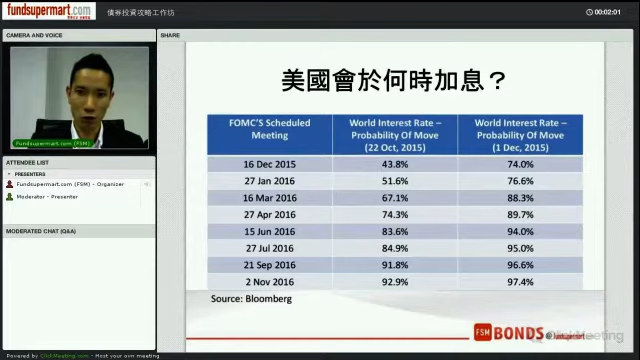 fundsupermart.com
債券投資攻略工作坊
00:02:01
CAMERA AND VOICE
SHARE
Fundsupermart.com (FSM)
ATTENDEE LIST
PRESENTERS
Fundsupermart.com (FSM) - Organizer
Moderator - Presenter
MODERATED CHAT (Q&A)
美國會於何時加息？
FOMC'S Scheduled Meeting
World Interest Rate – Probability Of Move (22 Oct, 2015)
World Interest Rate – Probability Of Move (1 Dec, 2015)
16 Dec 2015 43.8% 74.0%
27 Jan 2016 51.6% 76.6%
16 Mar 2016 67.1% 88.3%
27 Apr 2016 74.3% 89.7%
15 Jun 2016 83.6% 94.0%
27 Jul 2016 84.9% 95.0%
21 Sep 2016 91.8% 96.6%
2 Nov 2016 92.9% 97.4%
Source: Bloomberg
FSM BONDS
ClickMeeting
Powered by ClickMeeting.com - Host your own meeting